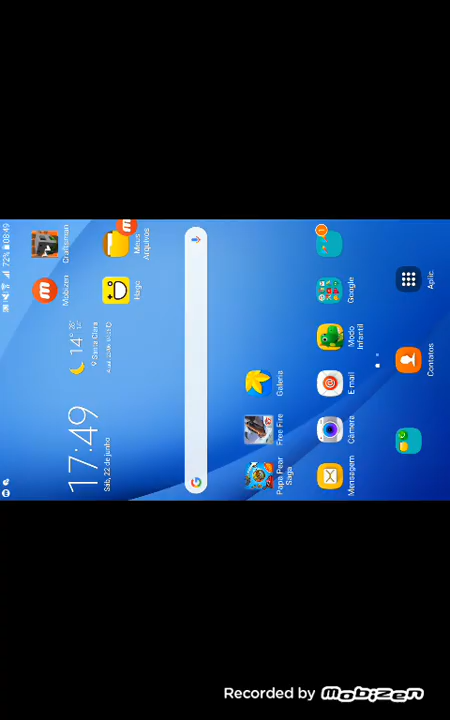 72% 08:49
17:49
Sáb, 22 de junho
14°
Santa Clara
Mobizen
Craftsman
Hago
Meus
Arquivos
Papa Pear
Saga
Free Fire
Galeria
Mensagem
Câmera
E-mail
Modo
Infantil
Google
Contatos
Aplic.
Recorded by Mobizen